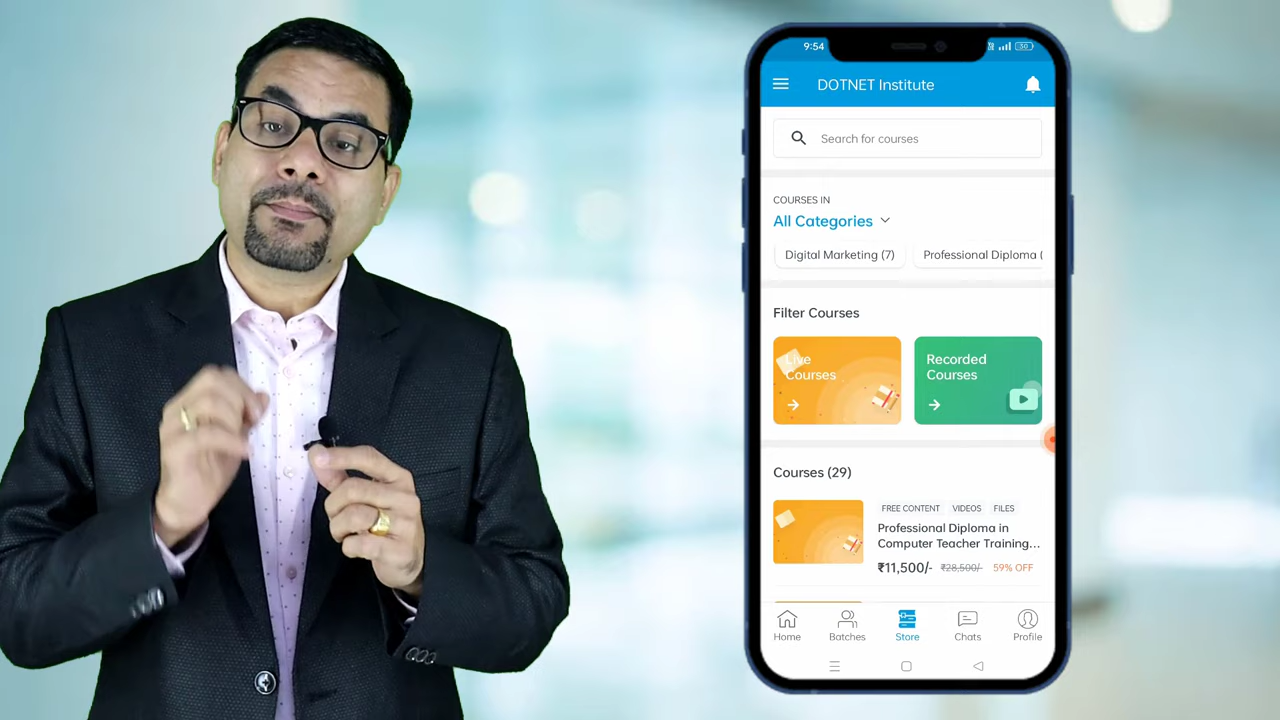 9:54
30
DOTNET Institute
Search for courses
COURSES IN
All Categories
Digital Marketing (7)
Professional Diploma (
Filter Courses
Live
Courses
Recorded
Courses
Courses (29)
FREE CONTENT VIDEOS FILES
Professional Diploma in
Computer Teacher Training...
₹11,500/- ₹28,500/- 59% OFF
Home Batches Store Chats Profile